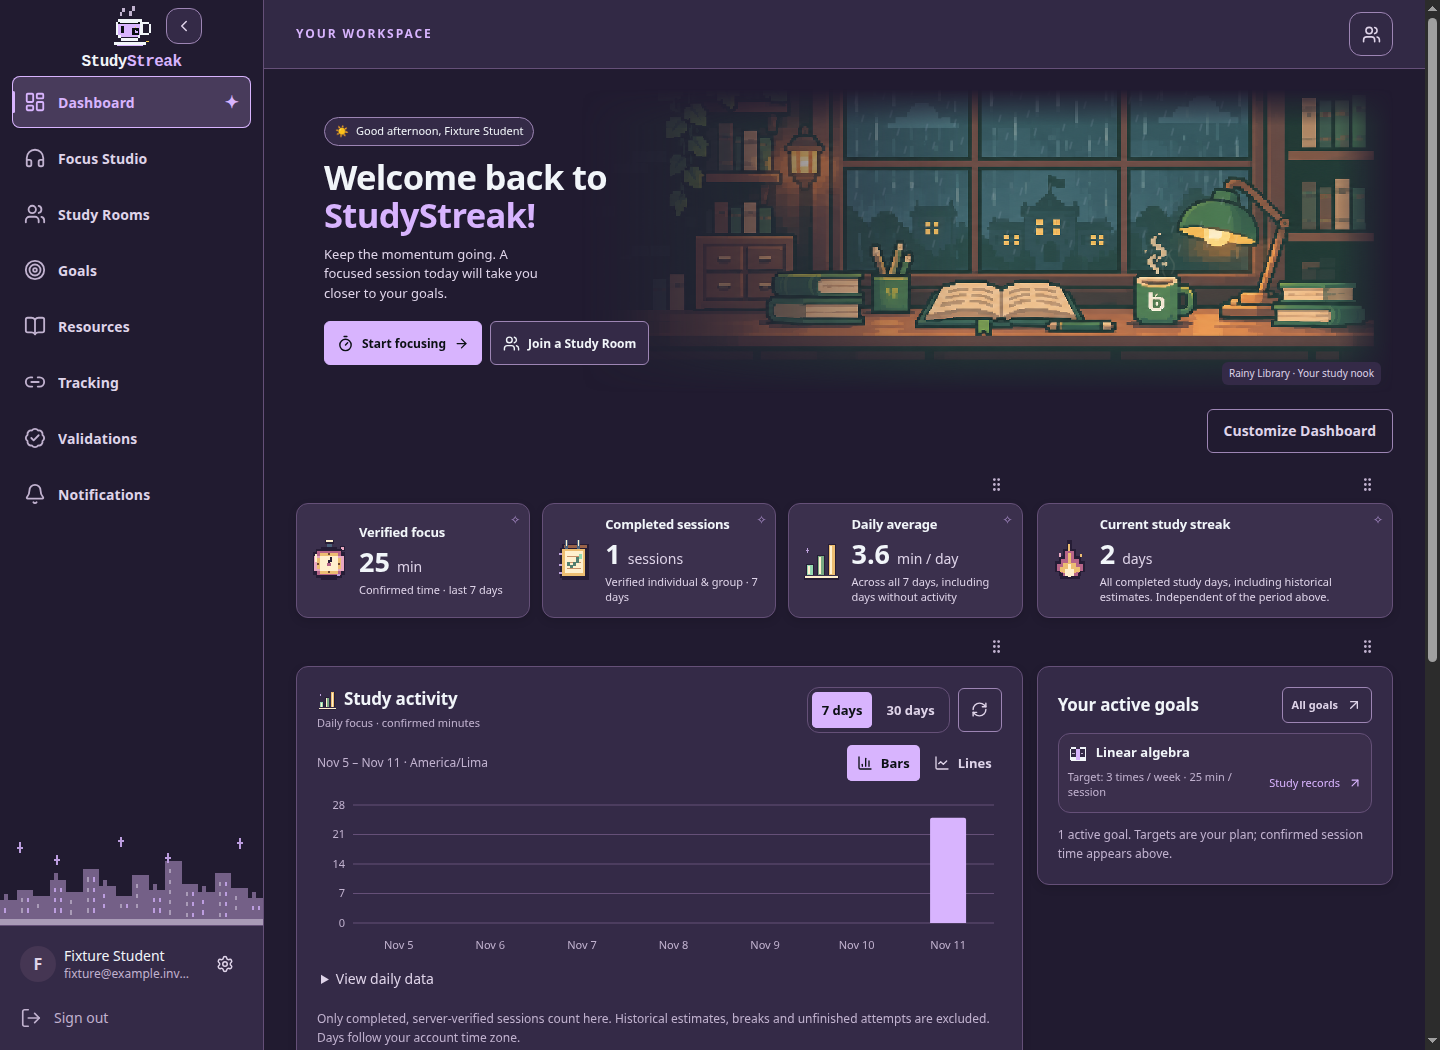 StudyStreak
Dashboard
Focus Studio
Study Rooms
Goals
Resources
Tracking
Validations
Notifications
F
Fixture Student
fixture@example.inv...
Sign out
YOUR WORKSPACE
Good afternoon, Fixture Student
Welcome back to
StudyStreak!
Keep the momentum going. A
focused session today will take you
closer to your goals.
Start focusing
Join a Study Room
b
Rainy Library · Your study nook
Customize Dashboard
Verified focus
25 min
Confirmed time · last 7 days
Completed sessions
1 sessions
Verified individual & group · 7
days
Daily average
3.6 min / day
Across all 7 days, including
days without activity
Current study streak
2 days
All completed study days, including historical
estimates. Independent of the period above.
Study activity
Daily focus · confirmed minutes
7 days
30 days
Nov 5 – Nov 11 · America/Lima
Bars
Lines
28
21
14
7
0
Nov 5 Nov 6 Nov 7 Nov 8 Nov 9 Nov 10 Nov 11
View daily data
Only completed, server-verified sessions count here. Historical estimates, breaks and unfinished attempts are excluded.
Days follow your account time zone.
Your active goals
All goals
Linear algebra
Target: 3 times / week · 25 min /
session
Study records
1 active goal. Targets are your plan; confirmed session
time appears above.